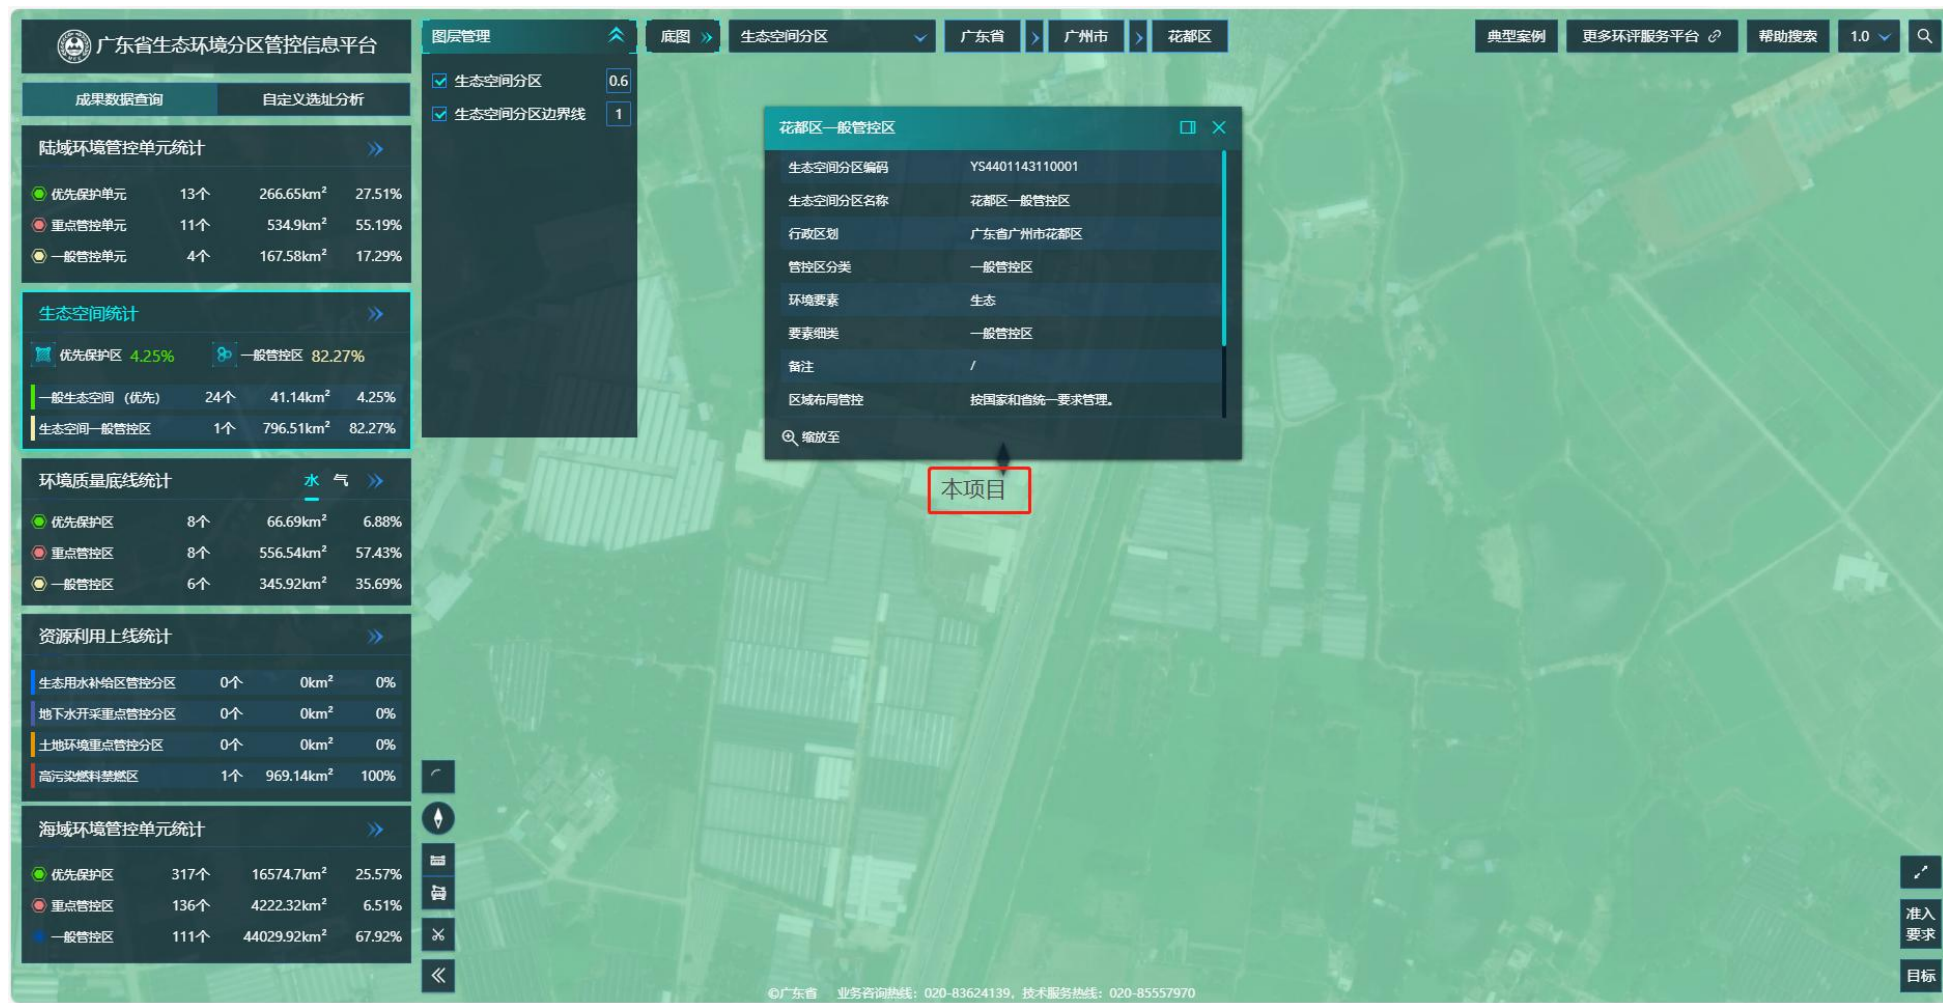 广东省生态环境分区管控信息平台
成果数据查询 自定义选址分析
陆域环境管控单元统计
优先保护单元 13个 266.65km² 27.51%
重点管控单元 11个 534.9km² 55.19%
一般管控单元 4个 167.58km² 17.29%
生态空间统计
优先保护区 4.25% 一般管控区 82.27%
一般生态空间（优先） 24个 41.14km² 4.25%
生态空间一般管控区 1个 796.51km² 82.27%
环境质量底线统计 水 气
优先保护区 8个 66.69km² 6.88%
重点管控区 8个 556.54km² 57.43%
一般管控区 6个 345.92km² 35.69%
资源利用上线统计
生态用水补给区管控分区 0个 0km² 0%
地下水开采重点管控分区 0个 0km² 0%
土地环境重点管控分区 0个 0km² 0%
高污染燃料禁燃区 1个 969.14km² 100%
海域环境管控单元统计
优先保护区 317个 16574.7km² 25.57%
重点管控区 136个 4222.32km² 6.51%
一般管控区 111个 44029.92km² 67.92%
图层管理
生态空间分区 0.6
生态空间分区边界线 1
底图 生态空间分区 广东省 广州市 花都区
典型案例 更多环评服务平台 帮助搜索 1.0
花都区一般管控区
生态空间分区编码 YS4401143110001
生态空间分区名称 花都区一般管控区
行政区划 广东省广州市花都区
管控区分类 一般管控区
环境要素 生态
要素细类 一般管控区
备注 /
区域布局管控 按国家和省统一要求管理。
缩放至
本项目
准入
要求
目标
©广东省 业务咨询热线：020-83624139，技术服务热线：020-85557970